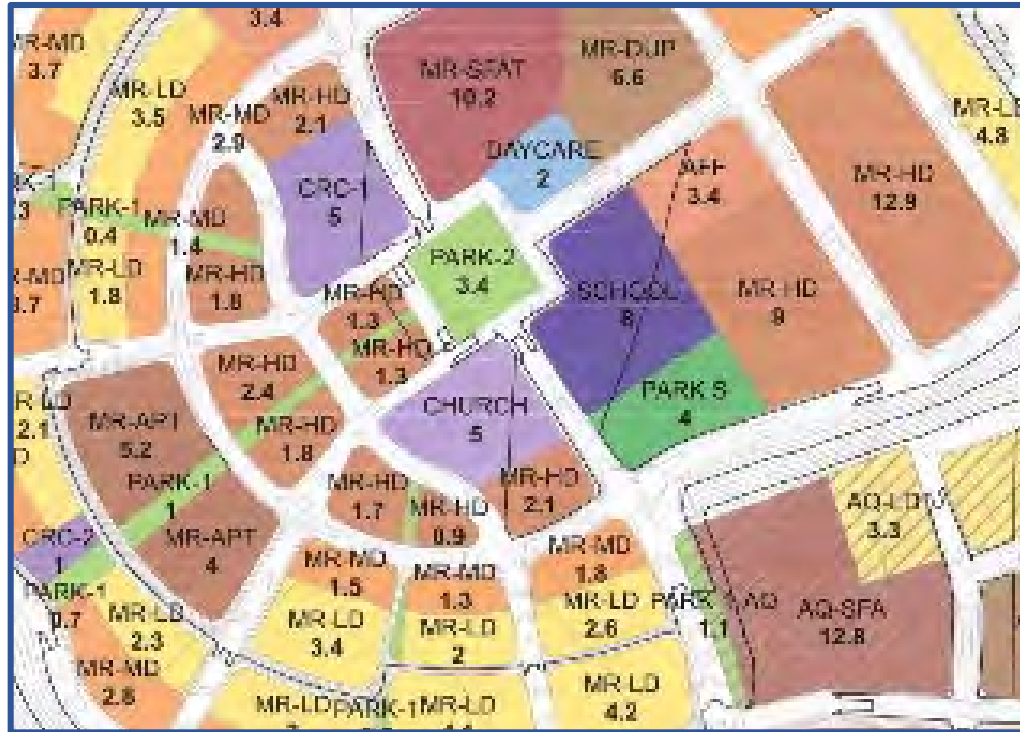 3.4
MR-MD
3.7
MR-LD
3.5
MR-MD
2.9
MR-HD
2.1
MR-SFAT
10.2
MR-DUP
6.6
4.8
DAYCARE
2
AFF
3.4
MR-HD
12.9
CRC-1
5
PARK-1
0.4
MR-MD
1.4
MR-LD
1.8
MR-HD
1.8
PARK-2
3.4
MR-HD
1.3
MR-HD
1.3
SCHOOL
8
MR-HD
9
MR-HD
2.4
MR-HD
1.8
CHURCH
5
PARK S
4
2.1
MR-APT
5.2
PARK-1
1
MR-APT
4
MR-HD
1.7
MR-HD
0.9
MR-HD
2.1
CRC-2
1
PARK-1
0.7
MR-LD
2.3
MR-MD
2.8
MR-MD
1.5
MR-MD
1.3
MR-MD
1.8
MR-LD
3.4
MR-LD
2
MR-LD
2.6
1.1
AQ-SFA
12.8
3.3
MR-LD
PARK-1
MR-LD
MR-LD
4.2